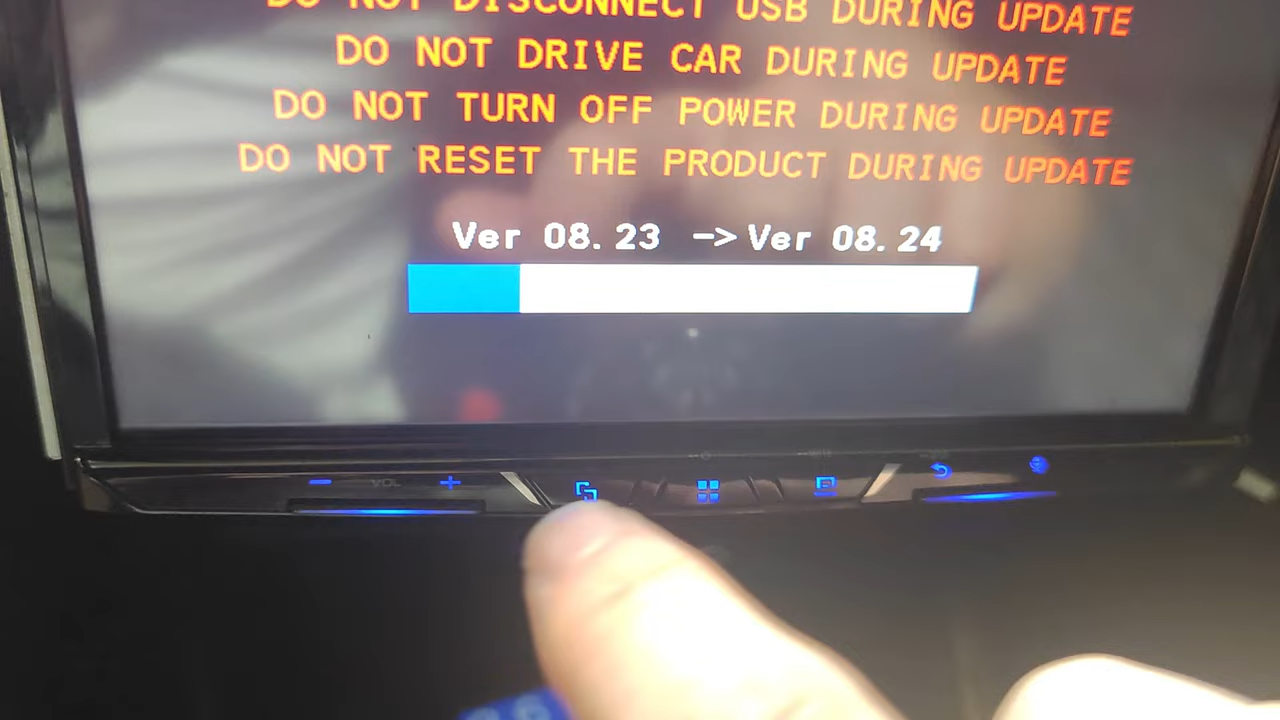 DO NOT DISCONNECT USB DURING UPDATE
DO NOT DRIVE CAR DURING UPDATE
DO NOT TURN OFF POWER DURING UPDATE
DO NOT RESET THE PRODUCT DURING UPDATE
Ver 08.23 -> Ver 08.24
- VOL +